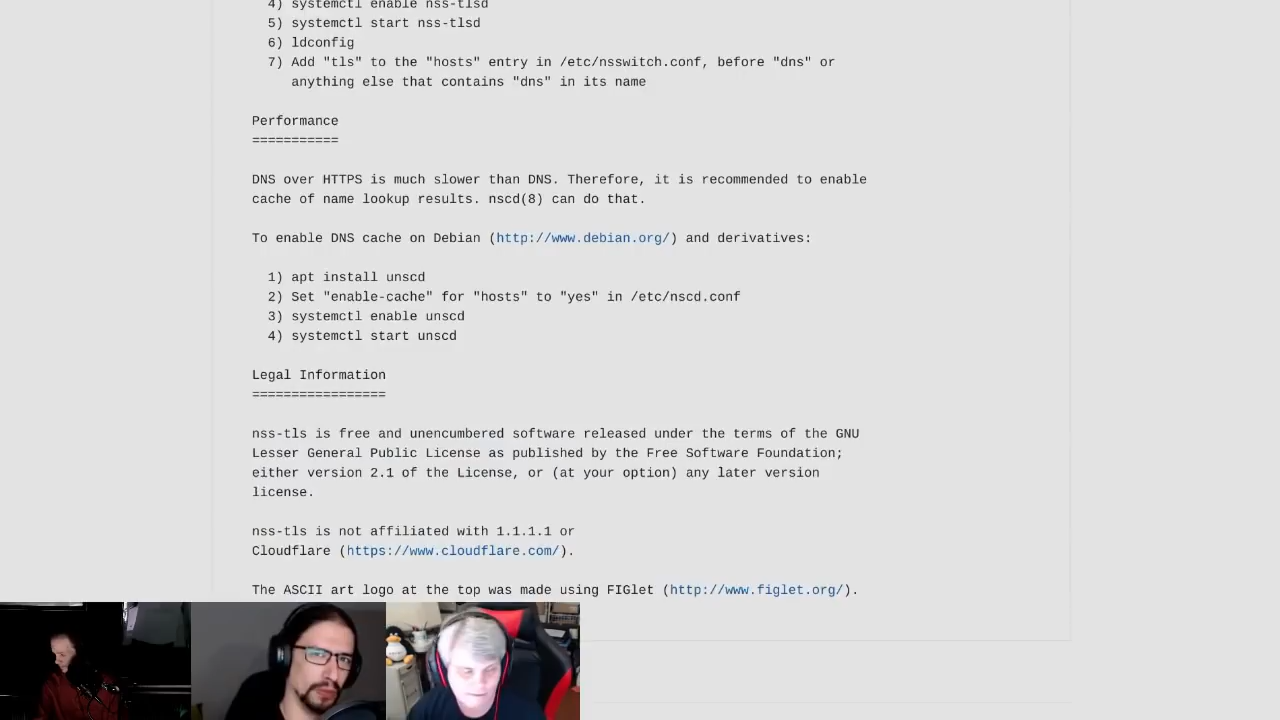 4) systemctl enable nss-tlsd
5) systemctl start nss-tlsd
6) ldconfig
7) Add "tls" to the "hosts" entry in /etc/nsswitch.conf, before "dns" or
anything else that contains "dns" in its name
Performance
===========
DNS over HTTPS is much slower than DNS. Therefore, it is recommended to enable
cache of name lookup results. nscd(8) can do that.
To enable DNS cache on Debian (http://www.debian.org/) and derivatives:
1) apt install unscd
2) Set "enable-cache" for "hosts" to "yes" in /etc/nscd.conf
3) systemctl enable unscd
4) systemctl start unscd
Legal Information
=================
nss-tls is free and unencumbered software released under the terms of the GNU
Lesser General Public License as published by the Free Software Foundation;
either version 2.1 of the License, or (at your option) any later version
license.
nss-tls is not affiliated with 1.1.1.1 or
Cloudflare (https://www.cloudflare.com/).
The ASCII art logo at the top was made using FIGlet (http://www.figlet.org/).